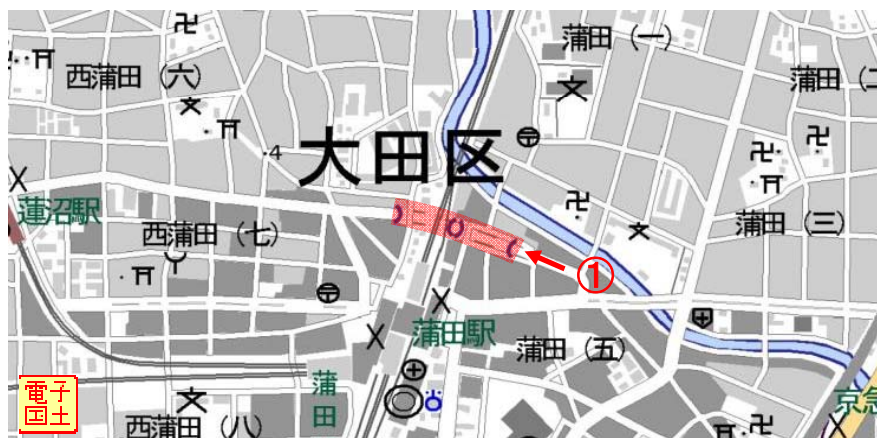 蒲田（一）
西蒲田（六）
蒲田（二
4
大田区
蓮沼駅
西蒲田（七）
蒲田（三）
①
蒲田駅
蒲田（五）
蒲
田
京急
電子
国土
西蒲田（八）